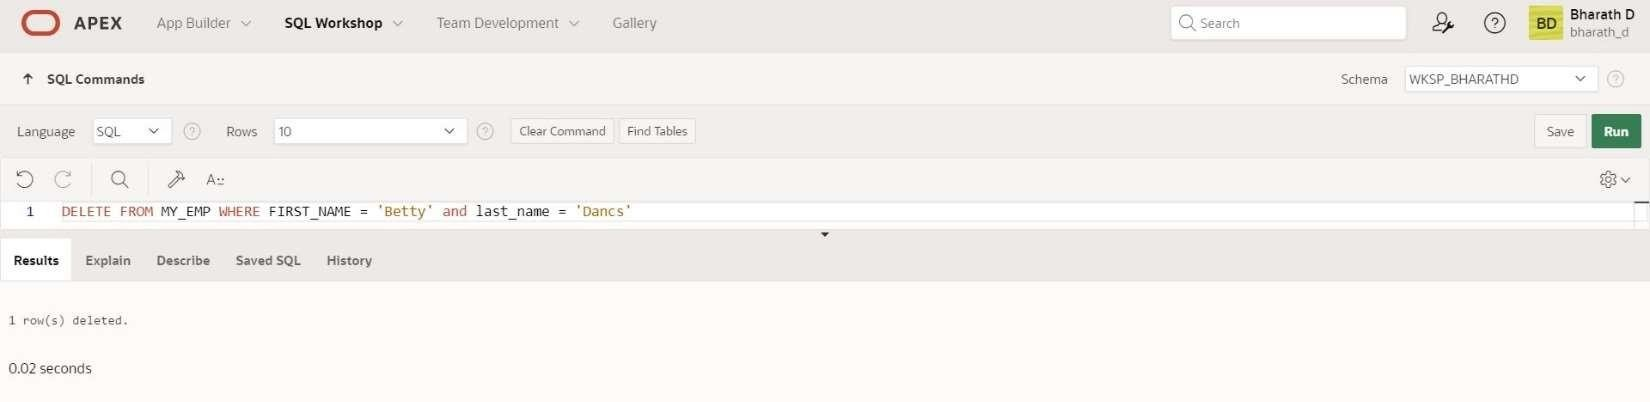 APEX App Builder SQL Workshop Team Development Gallery Search BD Bharath D
bharath_d
SQL Commands Schema WKSP_BHARATHD
Language SQL Rows 10 Clear Command Find Tables Save Run
A::
1 DELETE FROM MY_EMP WHERE FIRST_NAME = 'Betty' and last_name = 'Dancs'
Results Explain Describe Saved SQL History
1 row(s) deleted.
0.02 seconds